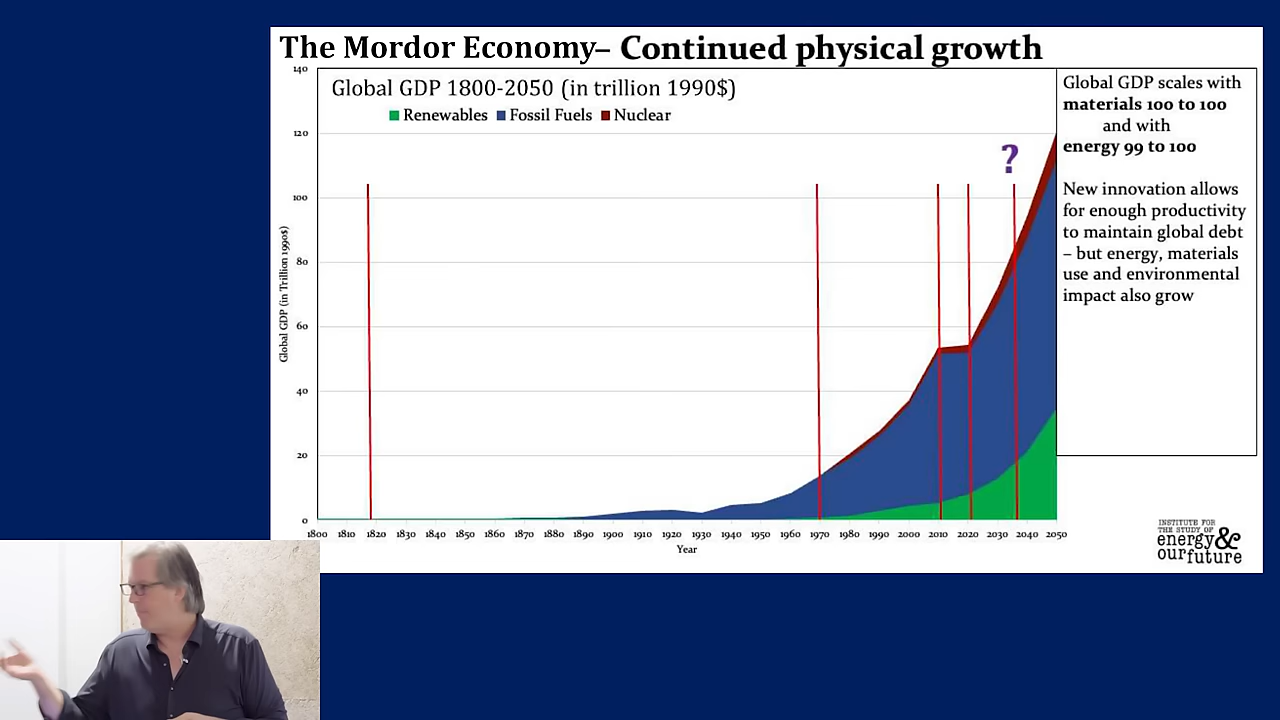 The Mordor Economy– Continued physical growth
Global GDP 1800-2050 (in trillion 1990$)
Renewables Fossil Fuels Nuclear
?
Global GDP (in Trillion 1990$)
140
120
100
80
60
40
20
0
1800 1810 1820 1830 1840 1850 1860 1870 1880 1890 1900 1910 1920 1930 1940 1950 1960 1970 1980 1990 2000 2010 2020 2030 2040 2050
Year
Global GDP scales with
materials 100 to 100
and with
energy 99 to 100
New innovation allows
for enough productivity
to maintain global debt
– but energy, materials
use and environmental
impact also grow
INSTITUTE FOR
THE STUDY OF
energy&
our future